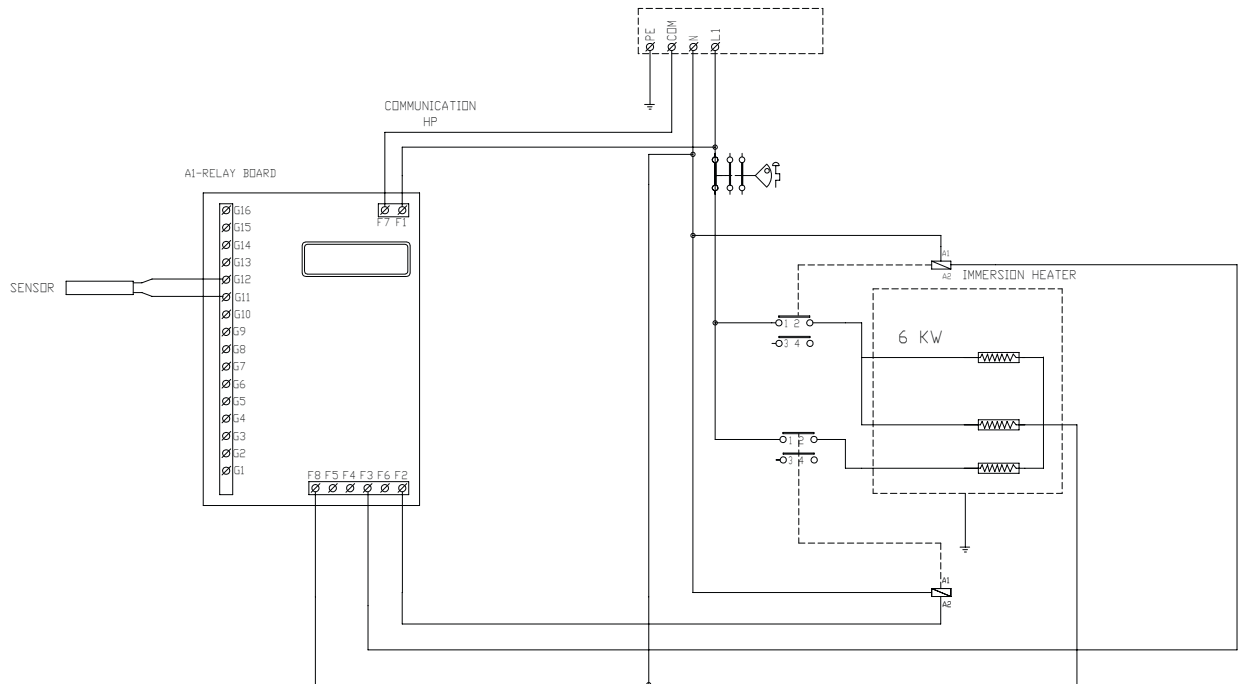 PE COM N L1
COMMUNICATION
HP
A1-RELAY BOARD
F7 F1
G16
G15
G14
G13
G12
G11
G10
G9
G8
G7
G6
G5
G4
G3
G2
G1
SENSOR
F8 F5 F4 F3 F6 F2
A1
A2
IMMERSION HEATER
1 2
3 4
6 KW
1 2
3 4
A1
A2